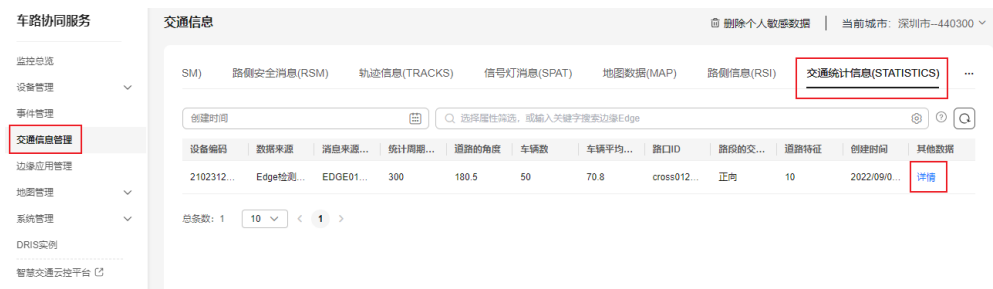 车路协同服务
交通信息
删除个人敏感数据
当前城市: 深圳市--440300
监控总览
设备管理
事件管理
交通信息管理
边缘应用管理
地图管理
系统管理
DRIS实例
智慧交通云控平台
SM) 路侧安全消息(RSM) 轨迹信息(TRACKS) 信号灯消息(SPAT) 地图数据(MAP) 路侧信息(RSI) 交通统计信息(STATISTICS) ...
创建时间
选择属性筛选，或输入关键字搜索边缘Edge
设备编码 数据来源 消息来源... 统计周期... 道路的角度 车辆数 车辆平均... 路口ID 路段的交... 道路特征 创建时间 其他数据
2102312... Edge检测... EDGE01... 300 180.5 50 70.8 cross012... 正向 10 2022/09/0... 详情
总条数: 1 10 < 1 >